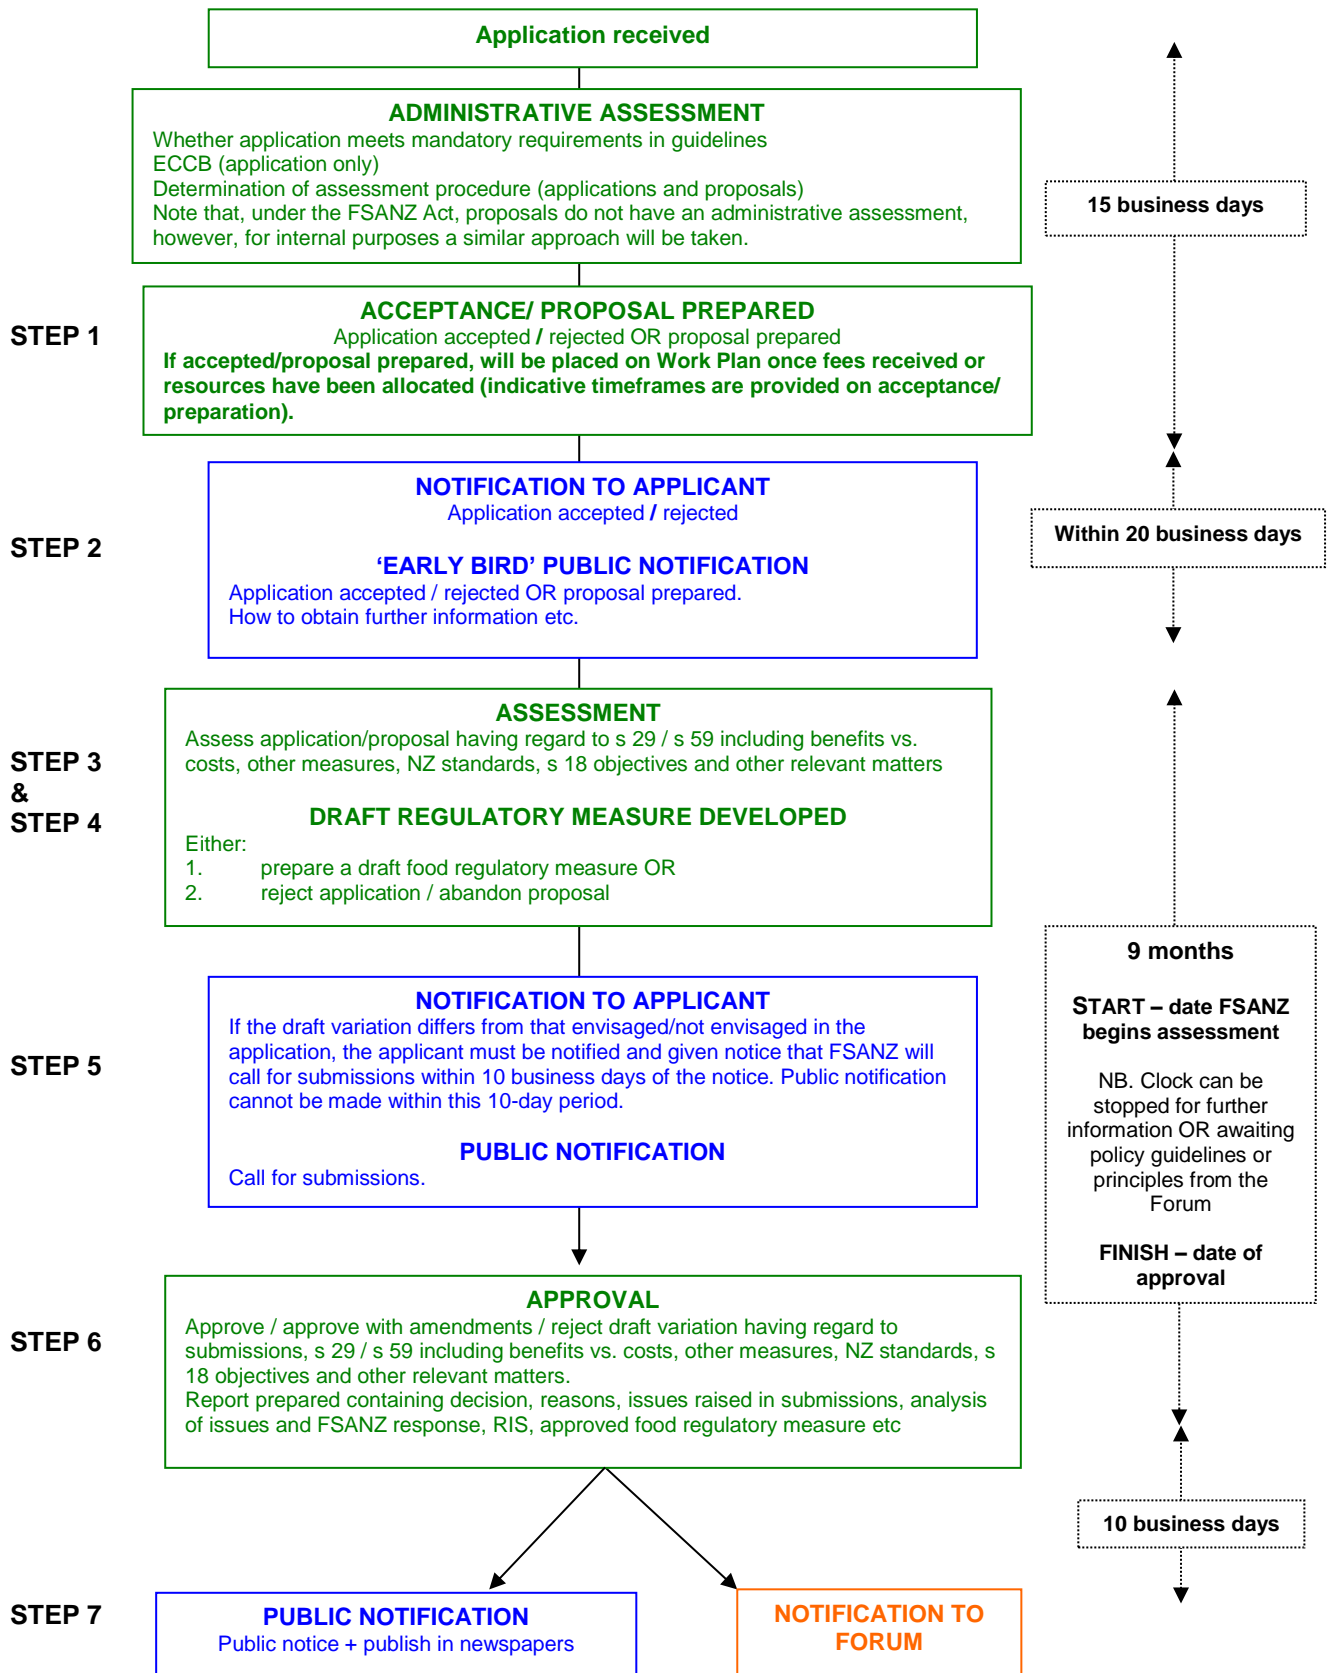 Application received
ADMINISTRATIVE ASSESSMENT
Whether application meets mandatory requirements in guidelines
ECCB (application only)
Determination of assessment procedure (applications and proposals)
Note that, under the FSANZ Act, proposals do not have an administrative assessment,
however, for internal purposes a similar approach will be taken.
15 business days
STEP 1
ACCEPTANCE/ PROPOSAL PREPARED
Application accepted / rejected OR proposal prepared
If accepted/proposal prepared, will be placed on Work Plan once fees received or
resources have been allocated (indicative timeframes are provided on acceptance/
preparation).
STEP 2
NOTIFICATION TO APPLICANT
Application accepted / rejected
‘EARLY BIRD’ PUBLIC NOTIFICATION
Application accepted / rejected OR proposal prepared.
How to obtain further information etc.
Within 20 business days
STEP 3
&
STEP 4
ASSESSMENT
Assess application/proposal having regard to s 29 / s 59 including benefits vs.
costs, other measures, NZ standards, s 18 objectives and other relevant matters
DRAFT REGULATORY MEASURE DEVELOPED
Either:
1. prepare a draft food regulatory measure OR
2. reject application / abandon proposal
STEP 5
NOTIFICATION TO APPLICANT
If the draft variation differs from that envisaged/not envisaged in the
application, the applicant must be notified and given notice that FSANZ will
call for submissions within 10 business days of the notice. Public notification
cannot be made within this 10-day period.
PUBLIC NOTIFICATION
Call for submissions.
9 months
START – date FSANZ
begins assessment
NB. Clock can be
stopped for further
information OR awaiting
policy guidelines or
principles from the
Forum
FINISH – date of
approval
STEP 6
APPROVAL
Approve / approve with amendments / reject draft variation having regard to
submissions, s 29 / s 59 including benefits vs. costs, other measures, NZ standards, s
18 objectives and other relevant matters.
Report prepared containing decision, reasons, issues raised in submissions, analysis
of issues and FSANZ response, RIS, approved food regulatory measure etc
10 business days
STEP 7
PUBLIC NOTIFICATION
Public notice + publish in newspapers
NOTIFICATION TO
FORUM